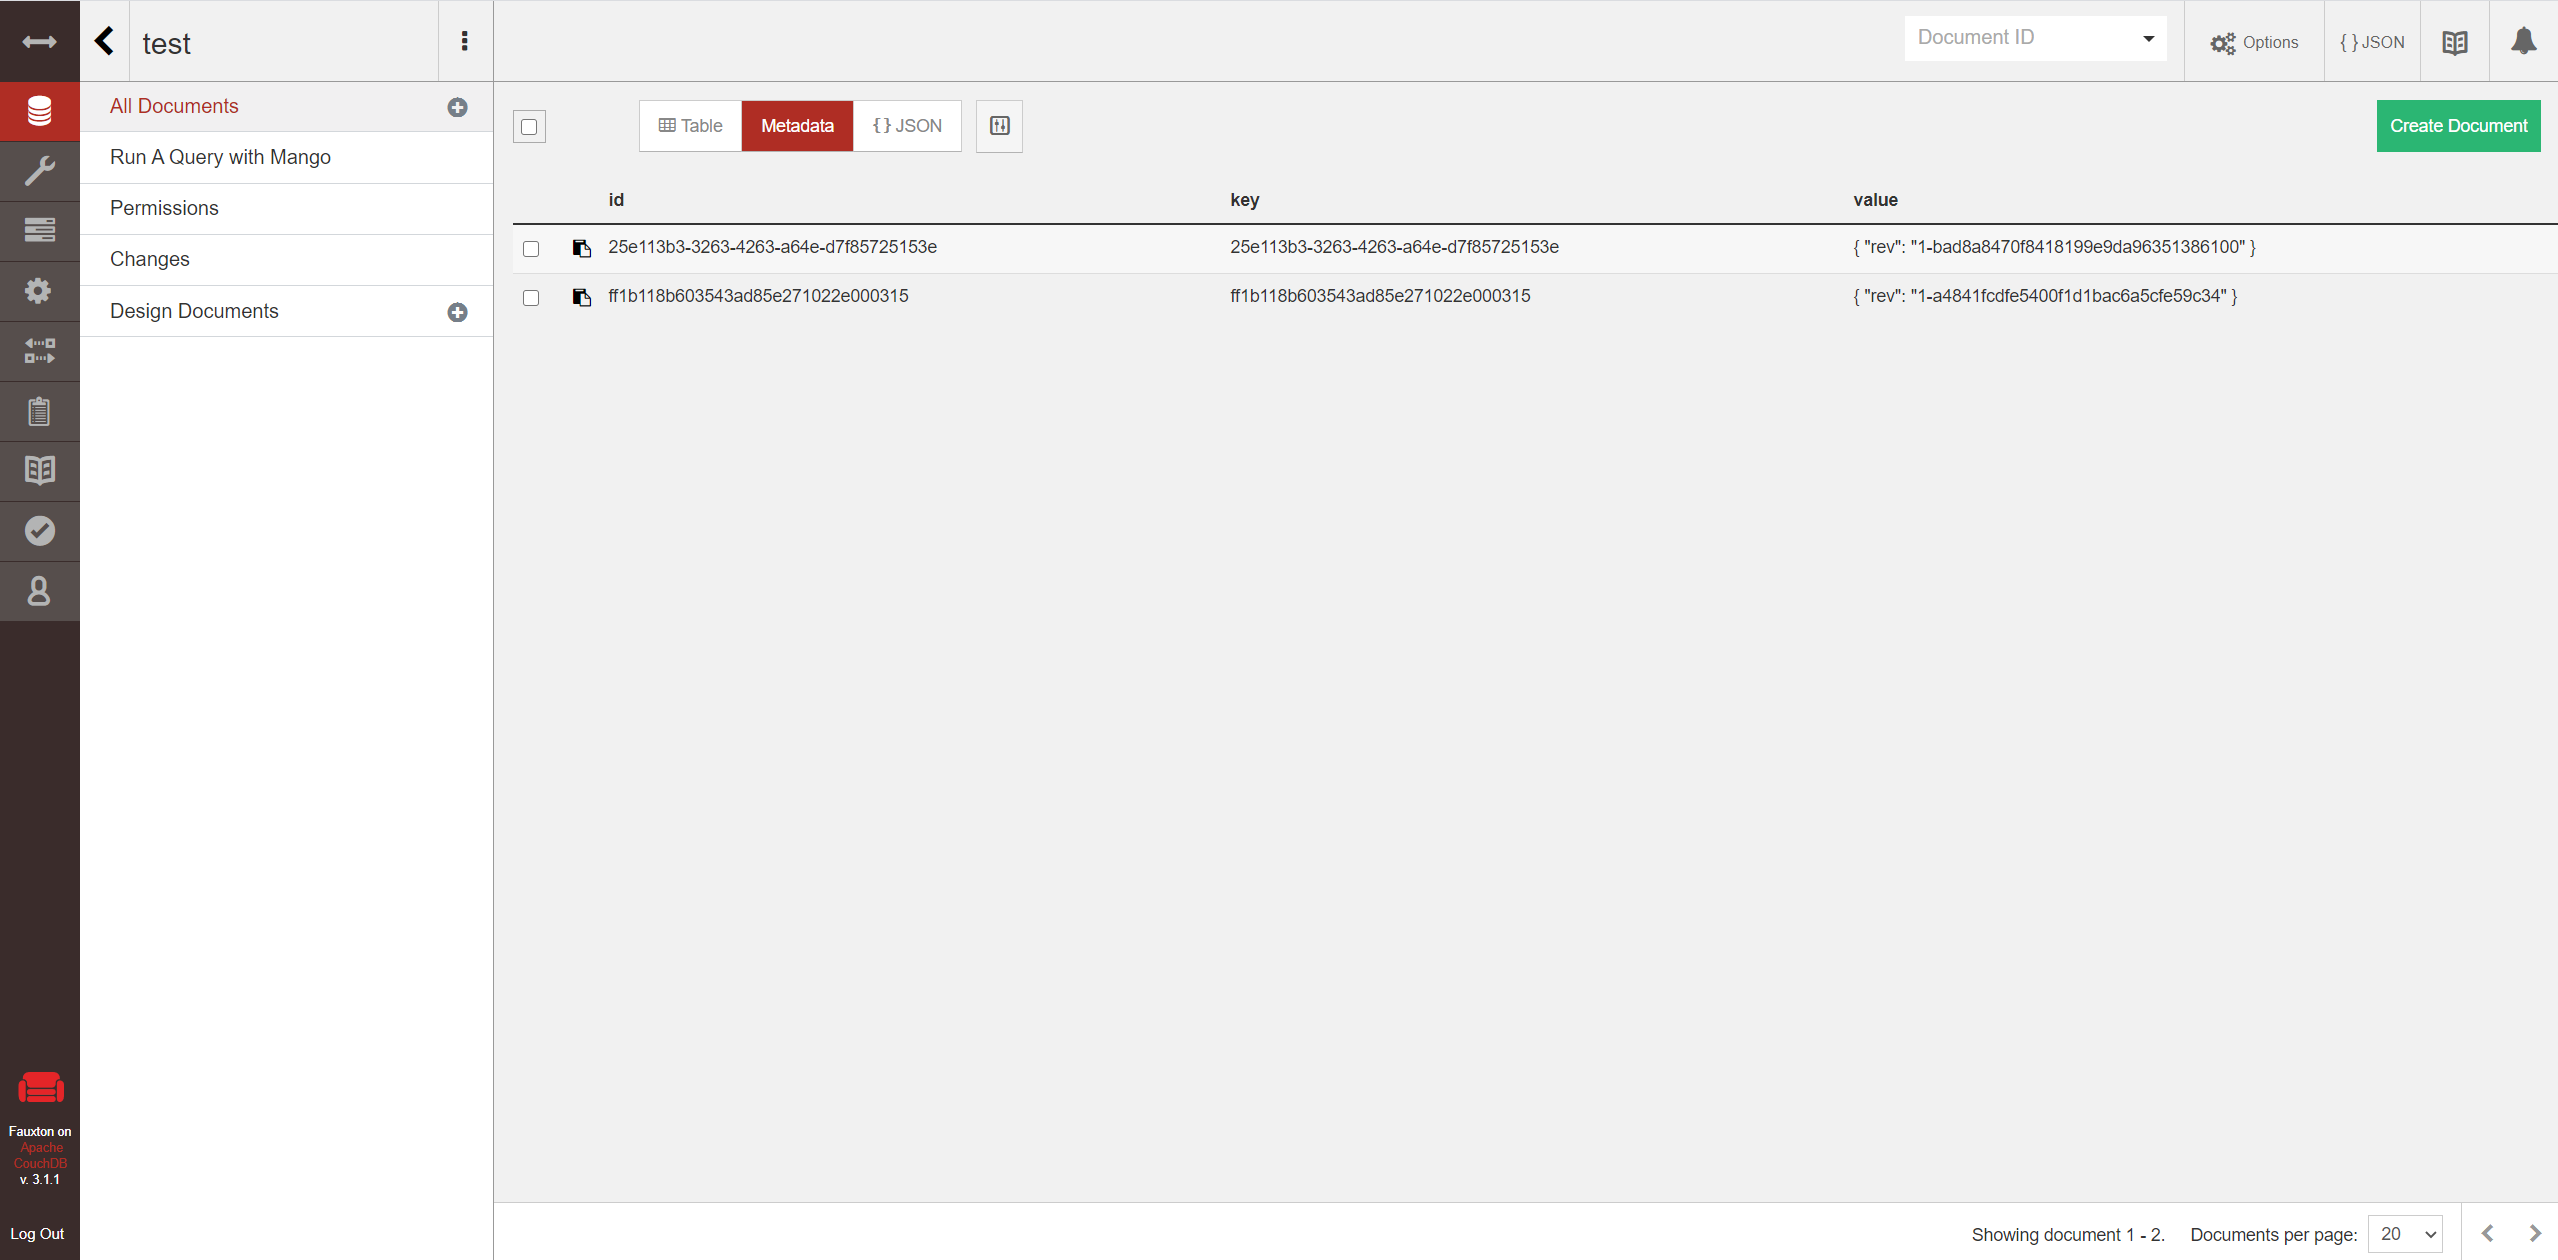 test
Document ID
Options
{ } JSON
All Documents
Run A Query with Mango
Permissions
Changes
Design Documents
Table
Metadata
{ } JSON
Create Document
id key value
25e113b3-3263-4263-a64e-d7f85725153e 25e113b3-3263-4263-a64e-d7f85725153e { "rev": "1-bad8a8470f8418199e9da96351386100" }
ff1b118b603543ad85e271022e000315 ff1b118b603543ad85e271022e000315 { "rev": "1-a4841fcdfe5400f1d1bac6a5cfe59c34" }
Fauxton on
Apache
CouchDB
v. 3.1.1
Log Out
Showing document 1 - 2. Documents per page: 20